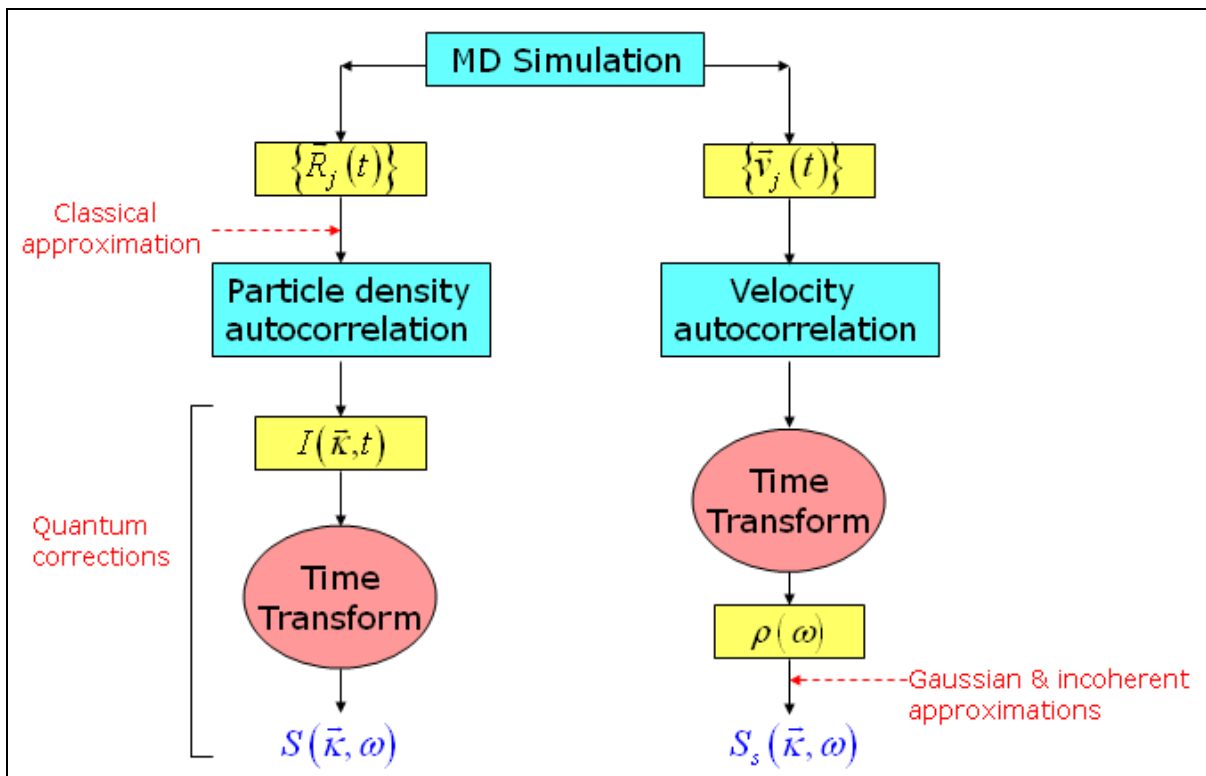 MD Simulation
{R⃗ⱼ(t)}
{v⃗ⱼ(t)}
Classical
approximation
Particle density
autocorrelation
Velocity
autocorrelation
I(κ⃗,t)
Quantum
corrections
Time
Transform
Time
Transform
ρ(ω)
Gaussian & incoherent
approximations
S(κ⃗, ω)
Sₛ(κ⃗, ω)